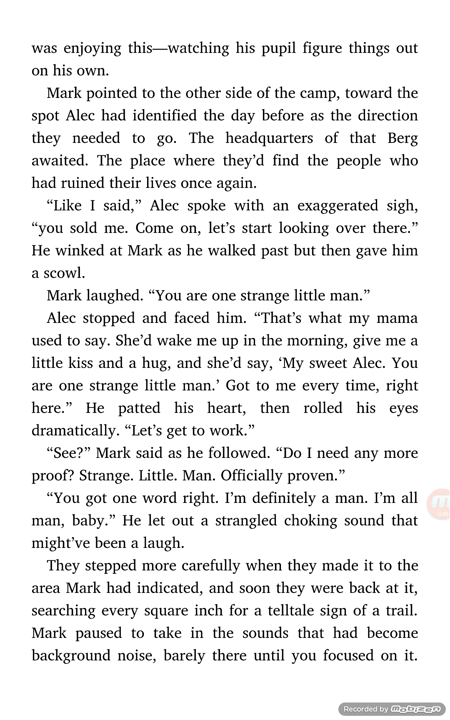 was enjoying this—watching his pupil figure things out
on his own.
Mark pointed to the other side of the camp, toward the
spot Alec had identified the day before as the direction
they needed to go. The headquarters of that Berg
awaited. The place where they’d find the people who
had ruined their lives once again.
“Like I said,” Alec spoke with an exaggerated sigh,
“you sold me. Come on, let’s start looking over there.”
He winked at Mark as he walked past but then gave him
a scowl.
Mark laughed. “You are one strange little man.”
Alec stopped and faced him. “That’s what my mama
used to say. She’d wake me up in the morning, give me a
little kiss and a hug, and she’d say, ‘My sweet Alec. You
are one strange little man.’ Got to me every time, right
here.” He patted his heart, then rolled his eyes
dramatically. “Let’s get to work.”
“See?” Mark said as he followed. “Do I need any more
proof? Strange. Little. Man. Officially proven.”
“You got one word right. I’m definitely a man. I’m all
man, baby.” He let out a strangled choking sound that
might’ve been a laugh.
They stepped more carefully when they made it to the
area Mark had indicated, and soon they were back at it,
searching every square inch for a telltale sign of a trail.
Mark paused to take in the sounds that had become
background noise, barely there until you focused on it.
Recorded by mobizen